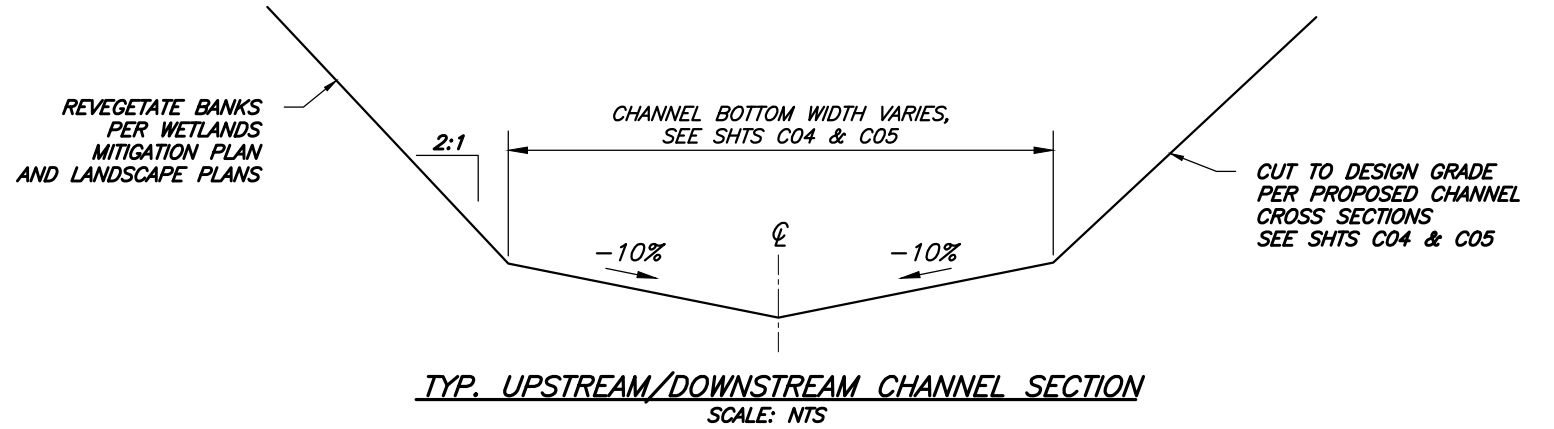 REVEGETATE BANKS
PER WETLANDS
MITIGATION PLAN
AND LANDSCAPE PLANS
2:1
CHANNEL BOTTOM WIDTH VARIES,
SEE SHTS C04 & C05
CUT TO DESIGN GRADE
PER PROPOSED CHANNEL
CROSS SECTIONS
SEE SHTS C04 & C05
-10%
℄
-10%
TYP. UPSTREAM/DOWNSTREAM CHANNEL SECTION
SCALE: NTS